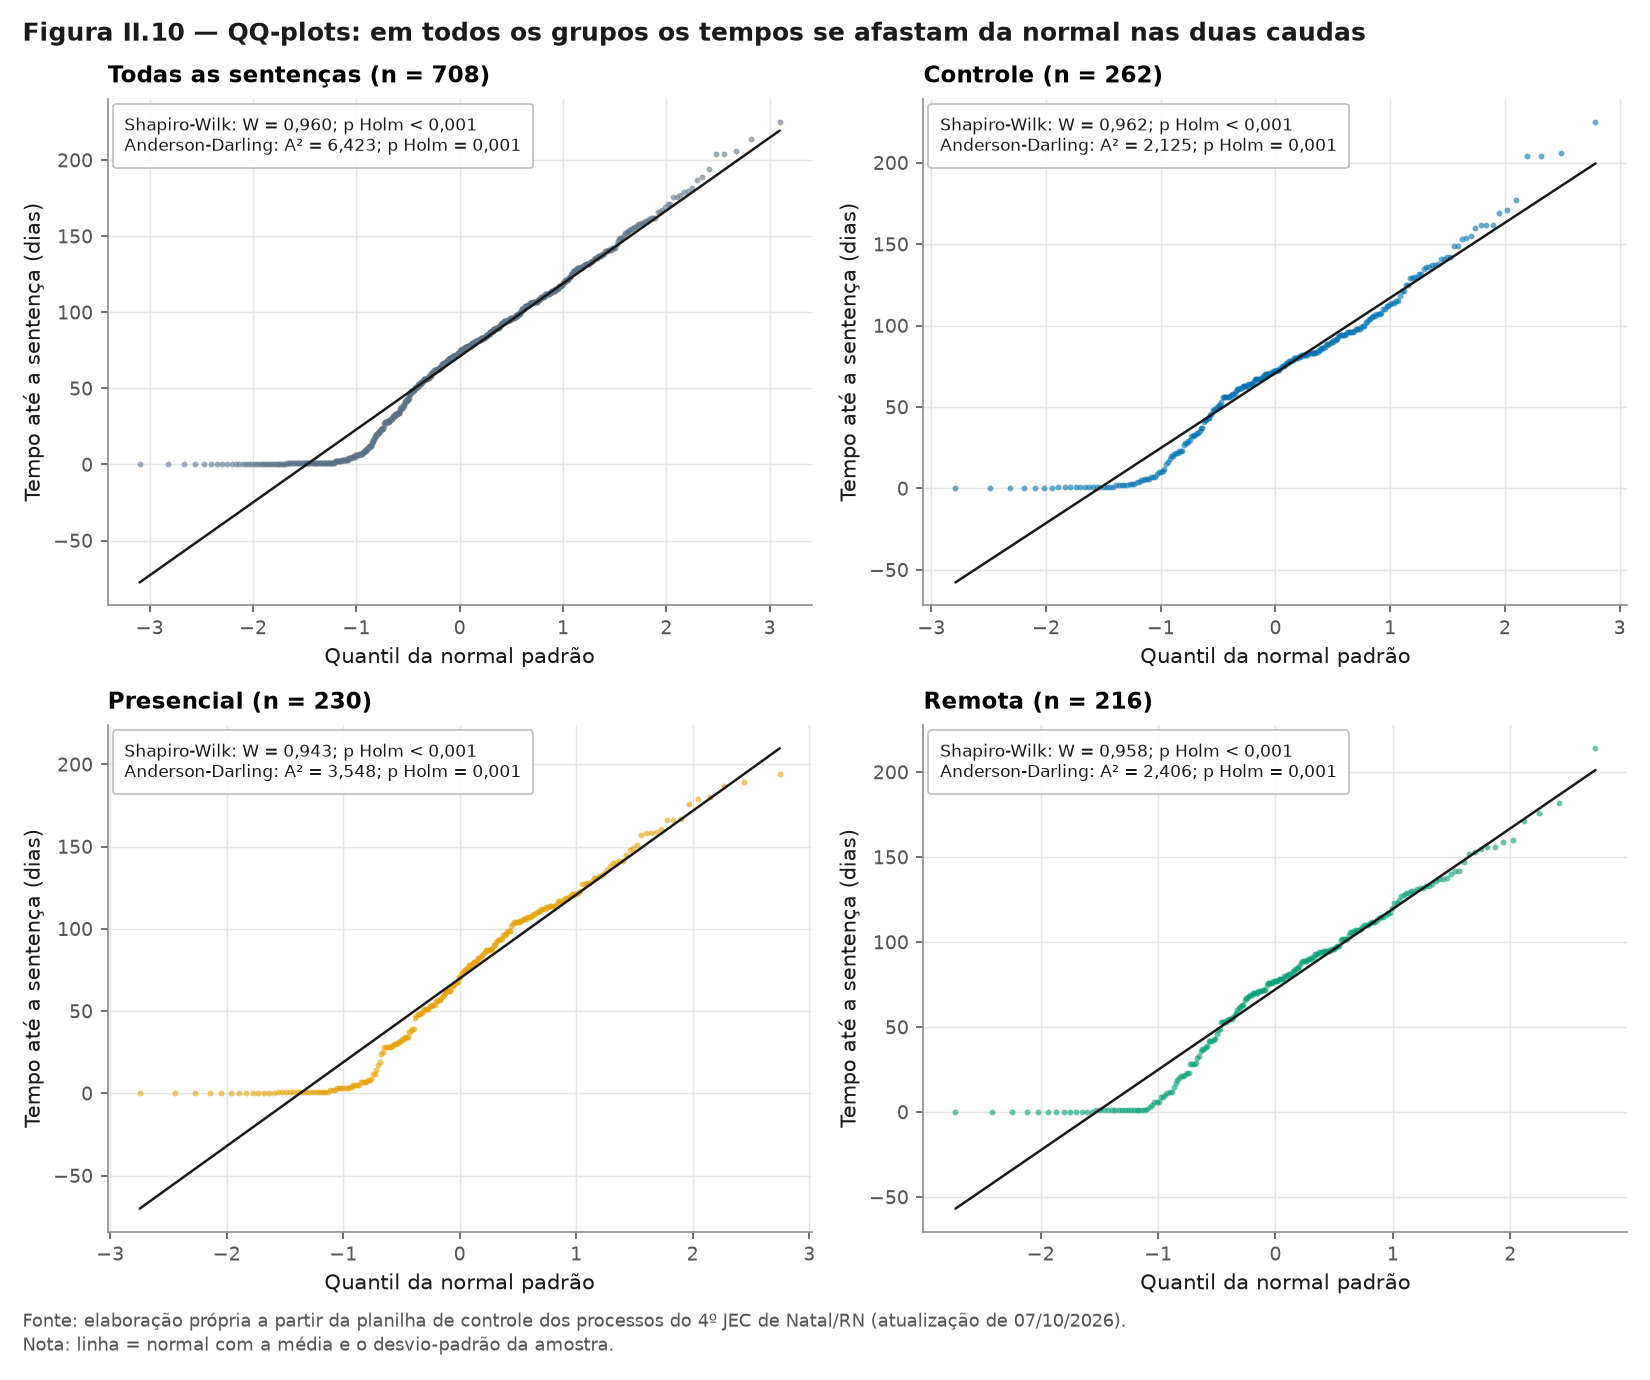 Figura II.10 — QQ-plots: em todos os grupos os tempos se afastam da normal nas duas caudas
Todas as sentenças (n = 708)
Shapiro-Wilk: W = 0,960; p Holm < 0,001
Anderson-Darling: A² = 6,423; p Holm = 0,001
Tempo até a sentença (dias)
200
150
100
50
0
−50
−3 −2 −1 0 1 2 3
Quantil da normal padrão
Controle (n = 262)
Shapiro-Wilk: W = 0,962; p Holm < 0,001
Anderson-Darling: A² = 2,125; p Holm = 0,001
Tempo até a sentença (dias)
200
150
100
50
0
−50
−3 −2 −1 0 1 2 3
Quantil da normal padrão
Presencial (n = 230)
Shapiro-Wilk: W = 0,943; p Holm < 0,001
Anderson-Darling: A² = 3,548; p Holm = 0,001
Tempo até a sentença (dias)
200
150
100
50
0
−50
−3 −2 −1 0 1 2 3
Quantil da normal padrão
Remota (n = 216)
Shapiro-Wilk: W = 0,958; p Holm < 0,001
Anderson-Darling: A² = 2,406; p Holm = 0,001
Tempo até a sentença (dias)
200
150
100
50
0
−50
−2 −1 0 1 2
Quantil da normal padrão
Fonte: elaboração própria a partir da planilha de controle dos processos do 4º JEC de Natal/RN (atualização de 07/10/2026).
Nota: linha = normal com a média e o desvio-padrão da amostra.